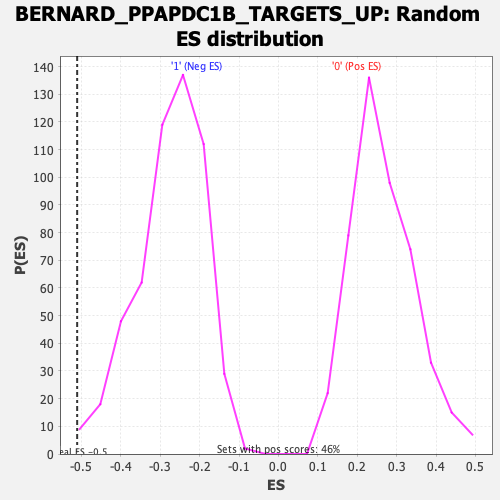 BERNARD_PPAPDC1B_TARGETS_UP: Random
ES distribution
'1' (Neg ES)
'0' (Pos ES)
140
130
120
110
100
90
80
70
60
50
40
30
20
10
0
P(ES)
Sets with pos scores: 46%
ES -0.5
-0.5 -0.4 -0.3 -0.2 -0.1 0.0 0.1 0.2 0.3 0.4 0.5
ES